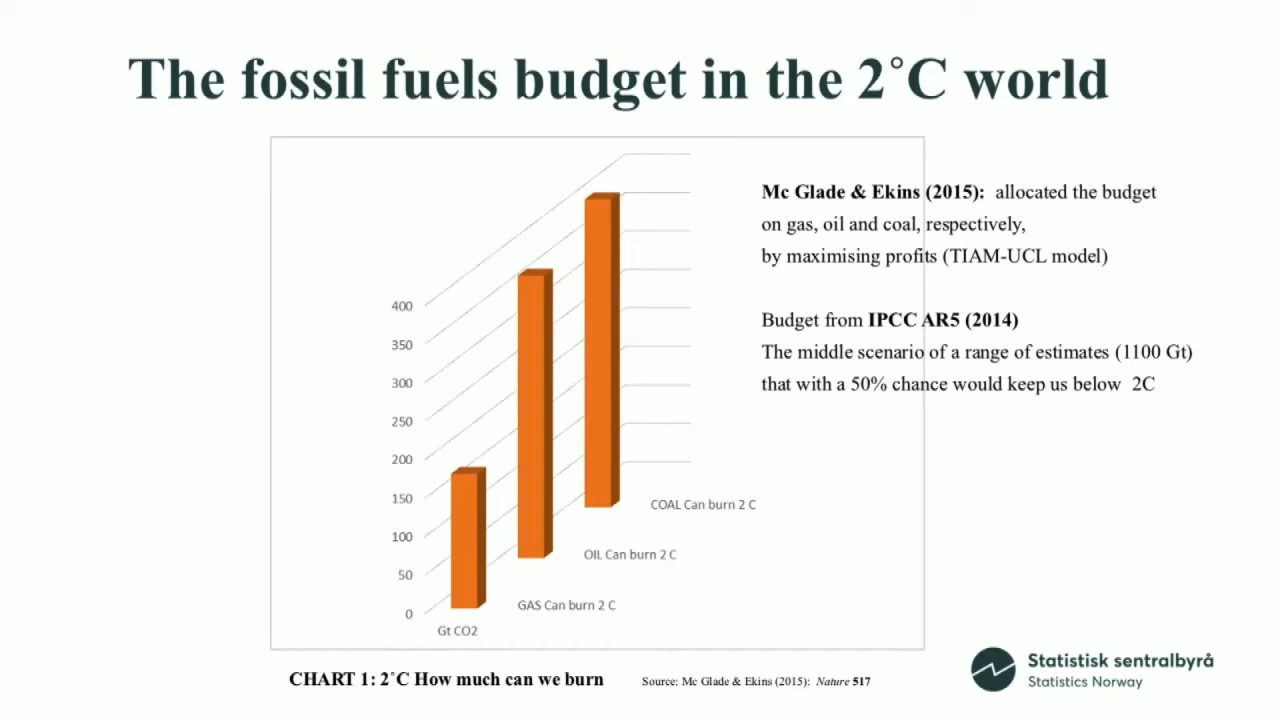 The fossil fuels budget in the 2˚C world
Mc Glade & Ekins (2015): allocated the budget
on gas, oil and coal, respectively,
by maximising profits (TIAM-UCL model)
Budget from IPCC AR5 (2014)
The middle scenario of a range of estimates (1100 Gt)
that with a 50% chance would keep us below 2C
400
350
300
250
200
150
100
50
0
COAL Can burn 2 C
OIL Can burn 2 C
GAS Can burn 2 C
Gt CO2
CHART 1: 2˚C How much can we burn
Source: Mc Glade & Ekins (2015): Nature 517
Statistisk sentralbyrå
Statistics Norway